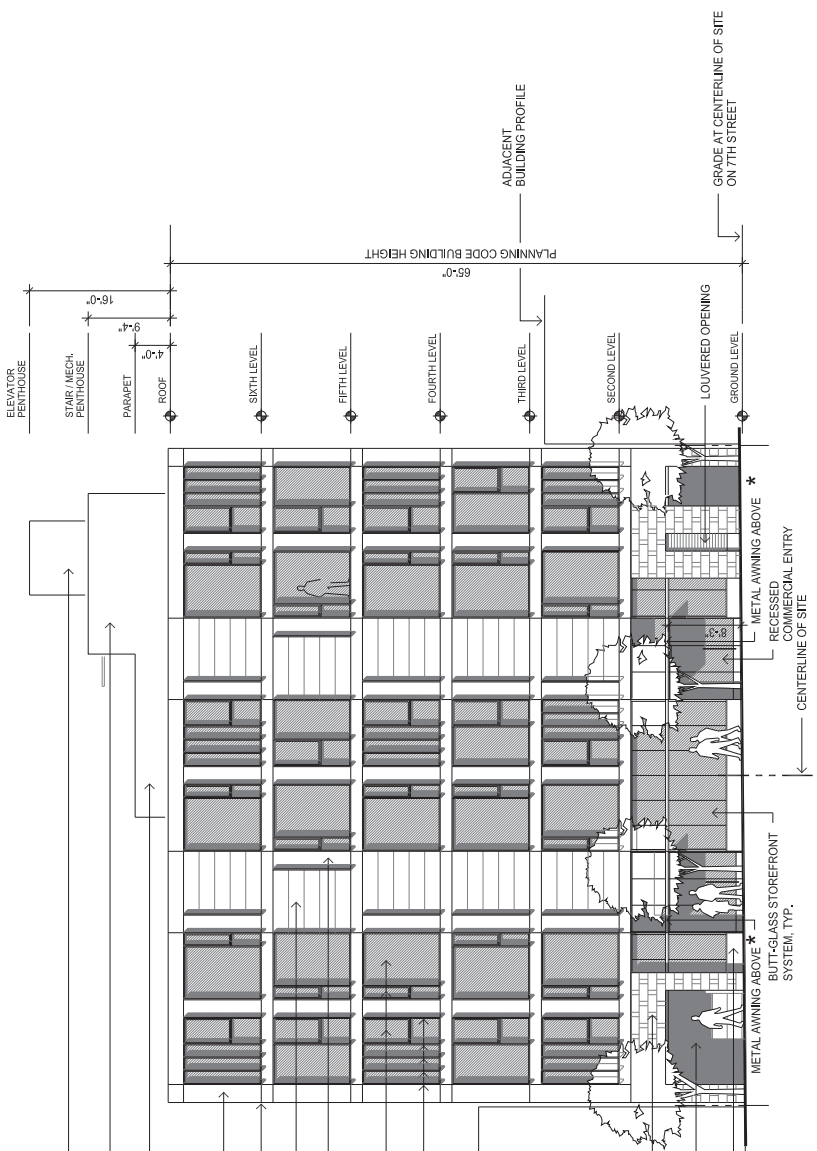 ELEVATOR
PENTHOUSE
16'-0"
STAIR / MECH.
PENTHOUSE
9'-4"
PARAPET
4'-0"
ROOF
SIXTH LEVEL
FIFTH LEVEL
FOURTH LEVEL
THIRD LEVEL
SECOND LEVEL
GROUND LEVEL
65'-0"
PLANNING CODE BUILDING HEIGHT
ADJACENT
BUILDING PROFILE
GRADE AT CENTERLINE OF SITE
ON 7TH STREET
LOUVERED OPENING
METAL AWNING ABOVE *
8'-3"
RECESSED
COMMERCIAL ENTRY
CENTERLINE OF SITE
METAL AWNING ABOVE *
BUTT-GLASS STOREFRONT
SYSTEM, TYP.